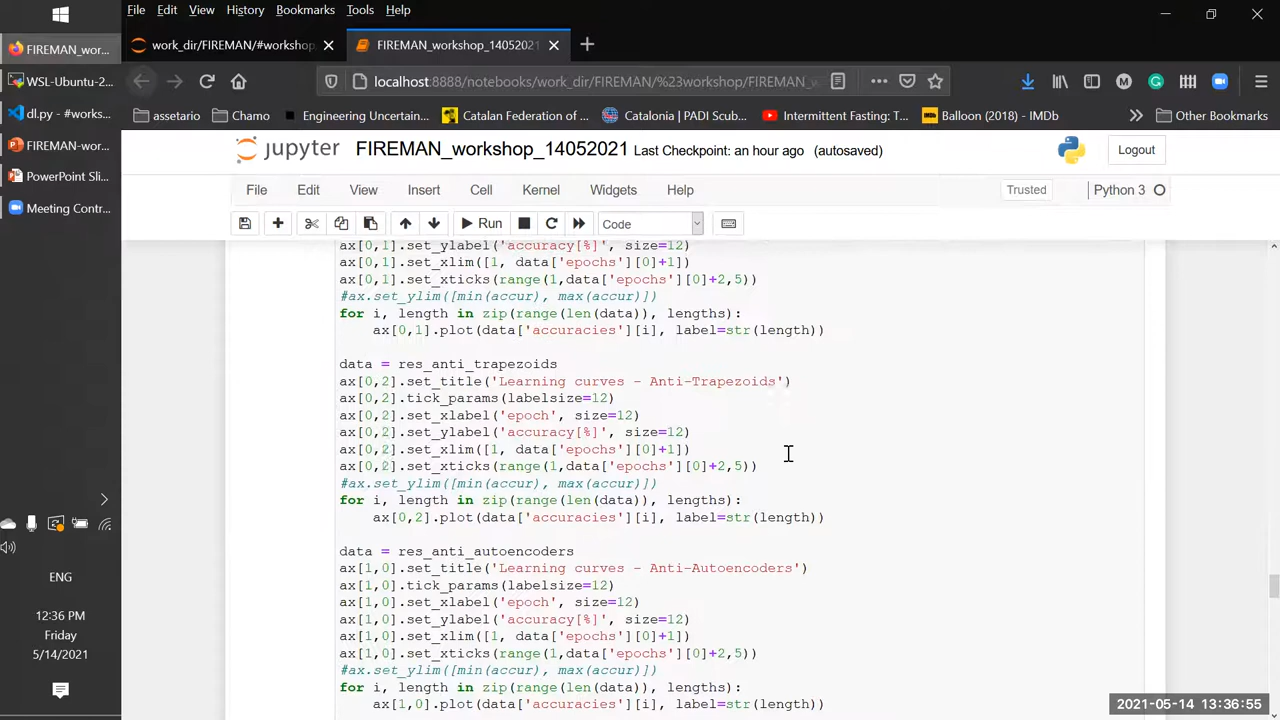 File Edit View History Bookmarks Tools Help
FIREMAN_wor...
work_dir/FIREMAN/#workshop
FIREMAN_workshop_14052021
WSL-Ubuntu-2...
localhost:8888/notebooks/work_dir/FIREMAN/%23workshop/FIREMAN_w
dl.py - #works...
assetario Chamo Engineering Uncertain... Catalan Federation of ... Catalonia | PADI Scub... Intermittent Fasting: T... Balloon (2018) - IMDb Other Bookmarks
FIREMAN-wor...
jupyter FIREMAN_workshop_14052021 Last Checkpoint: an hour ago (autosaved) Logout
PowerPoint Sli...
File Edit View Insert Cell Kernel Widgets Help Trusted Python 3
Meeting Contr...
Run Code
ax[0,1].set_ylabel('accuracy[%]', size=12)
ax[0,1].set_xlim([1, data['epochs'][0]+1])
ax[0,1].set_xticks(range(1,data['epochs'][0]+2,5))
#ax.set_ylim([min(accur), max(accur)])
for i, length in zip(range(len(data)), lengths):
    ax[0,1].plot(data['accuracies'][i], label=str(length))
data = res_anti_trapezoids
ax[0,2].set_title('Learning curves - Anti-Trapezoids')
ax[0,2].tick_params(labelsize=12)
ax[0,2].set_xlabel('epoch', size=12)
ax[0,2].set_ylabel('accuracy[%]', size=12)
ax[0,2].set_xlim([1, data['epochs'][0]+1])
ax[0,2].set_xticks(range(1,data['epochs'][0]+2,5))
#ax.set_ylim([min(accur), max(accur)])
for i, length in zip(range(len(data)), lengths):
    ax[0,2].plot(data['accuracies'][i], label=str(length))
data = res_anti_autoencoders
ax[1,0].set_title('Learning curves - Anti-Autoencoders')
ax[1,0].tick_params(labelsize=12)
ax[1,0].set_xlabel('epoch', size=12)
ax[1,0].set_ylabel('accuracy[%]', size=12)
ax[1,0].set_xlim([1, data['epochs'][0]+1])
ax[1,0].set_xticks(range(1,data['epochs'][0]+2,5))
#ax.set_ylim([min(accur), max(accur)])
for i, length in zip(range(len(data)), lengths):
    ax[1,0].plot(data['accuracies'][i], label=str(length))
ENG
12:36 PM
Friday
5/14/2021
2021-05-14 13:36:55